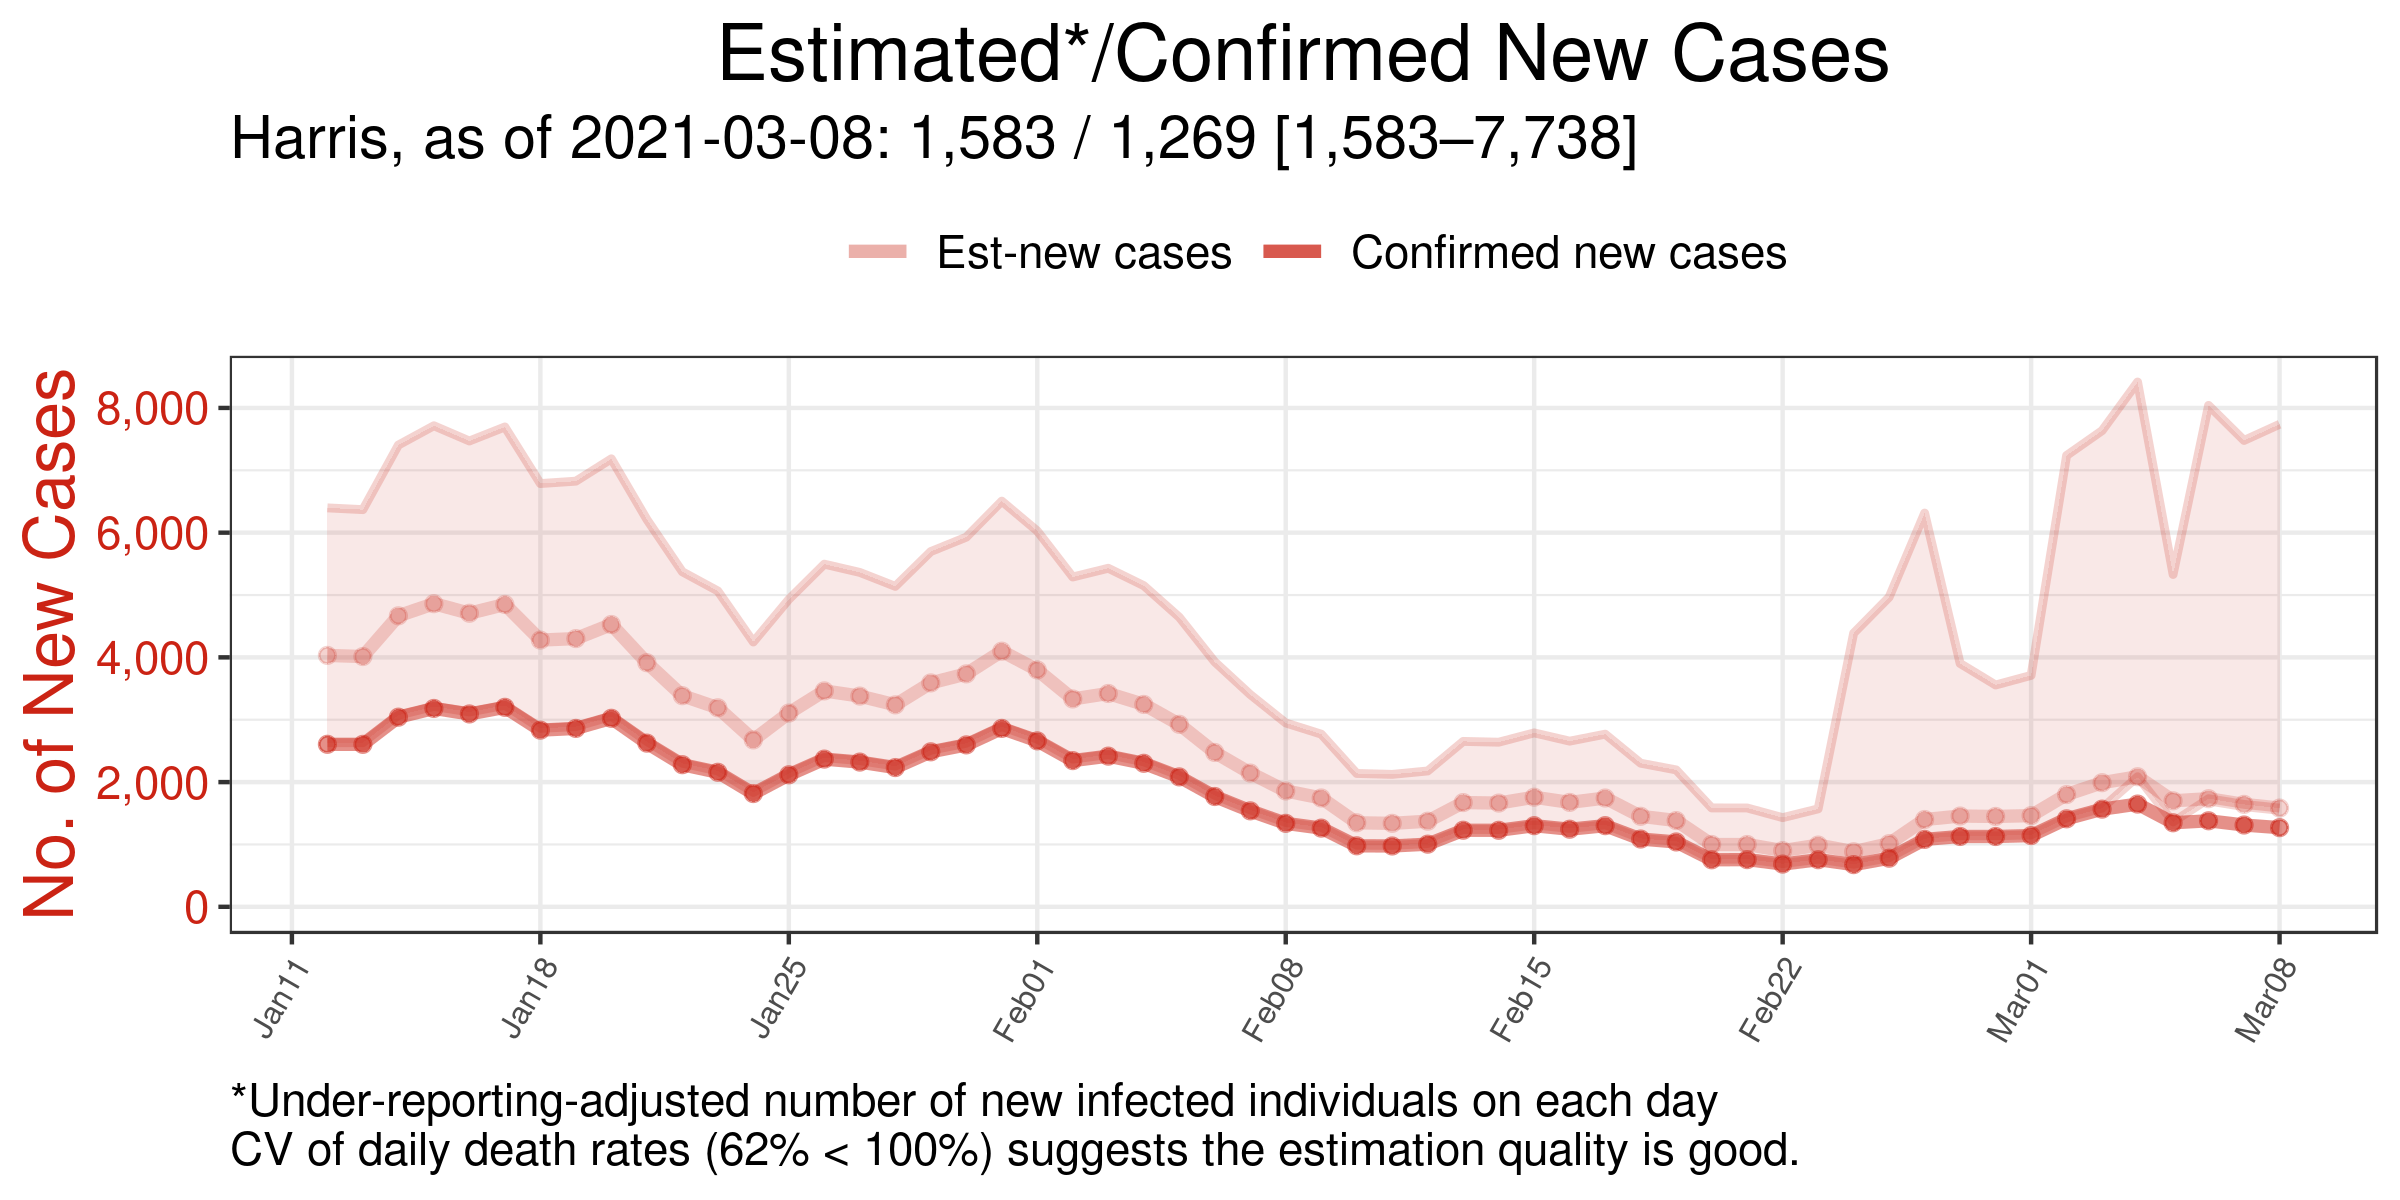 Estimated*/Confirmed New Cases
Harris, as of 2021-03-08: 1,583 / 1,269 [1,583–7,738]
Est-new cases
Confirmed new cases
No. of New Cases
8,000
6,000
4,000
2,000
0
Jan11
Jan18
Jan25
Feb01
Feb08
Feb15
Feb22
Mar01
Mar08
*Under-reporting-adjusted number of new infected individuals on each day
CV of daily death rates (62% < 100%) suggests the estimation quality is good.